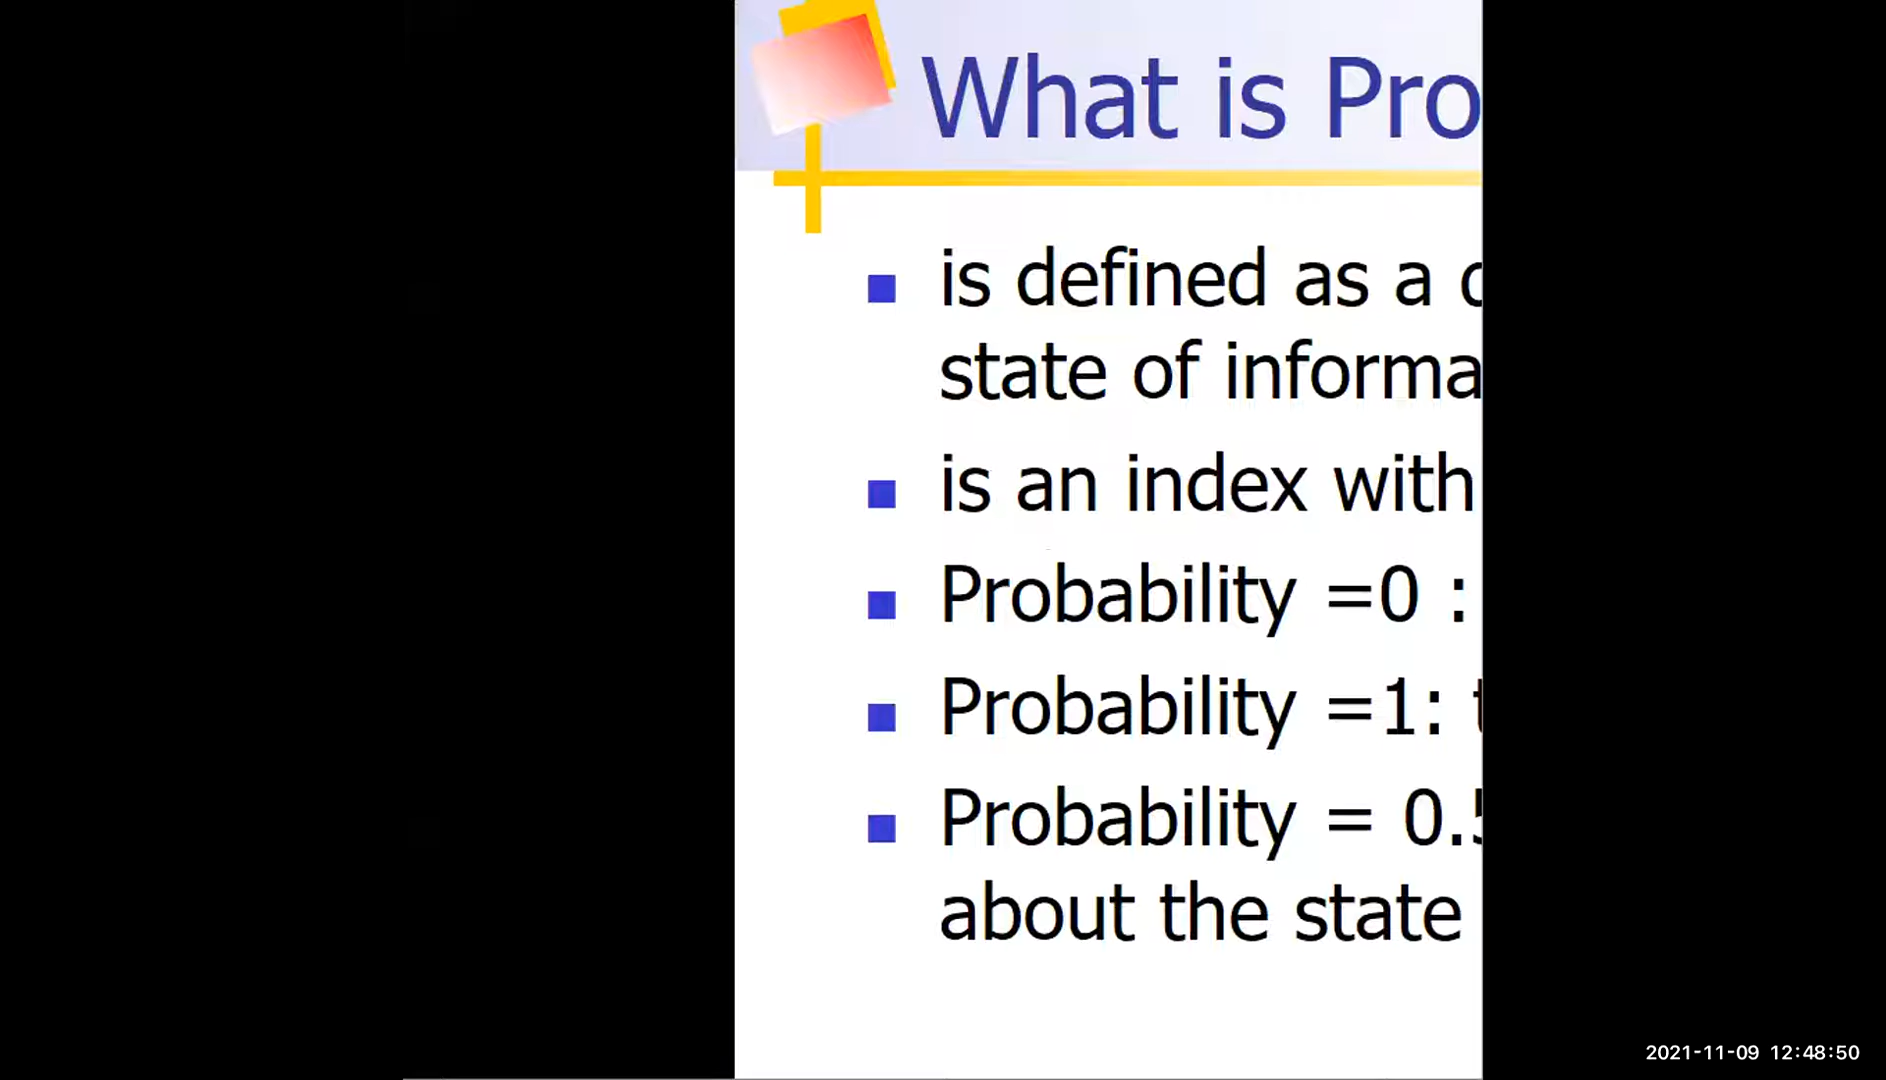 What is Pro
is defined as a
state of informa
is an index with
Probability =0 :
Probability =1:
Probability = 0.5
about the state
2021-11-09 12:48:50